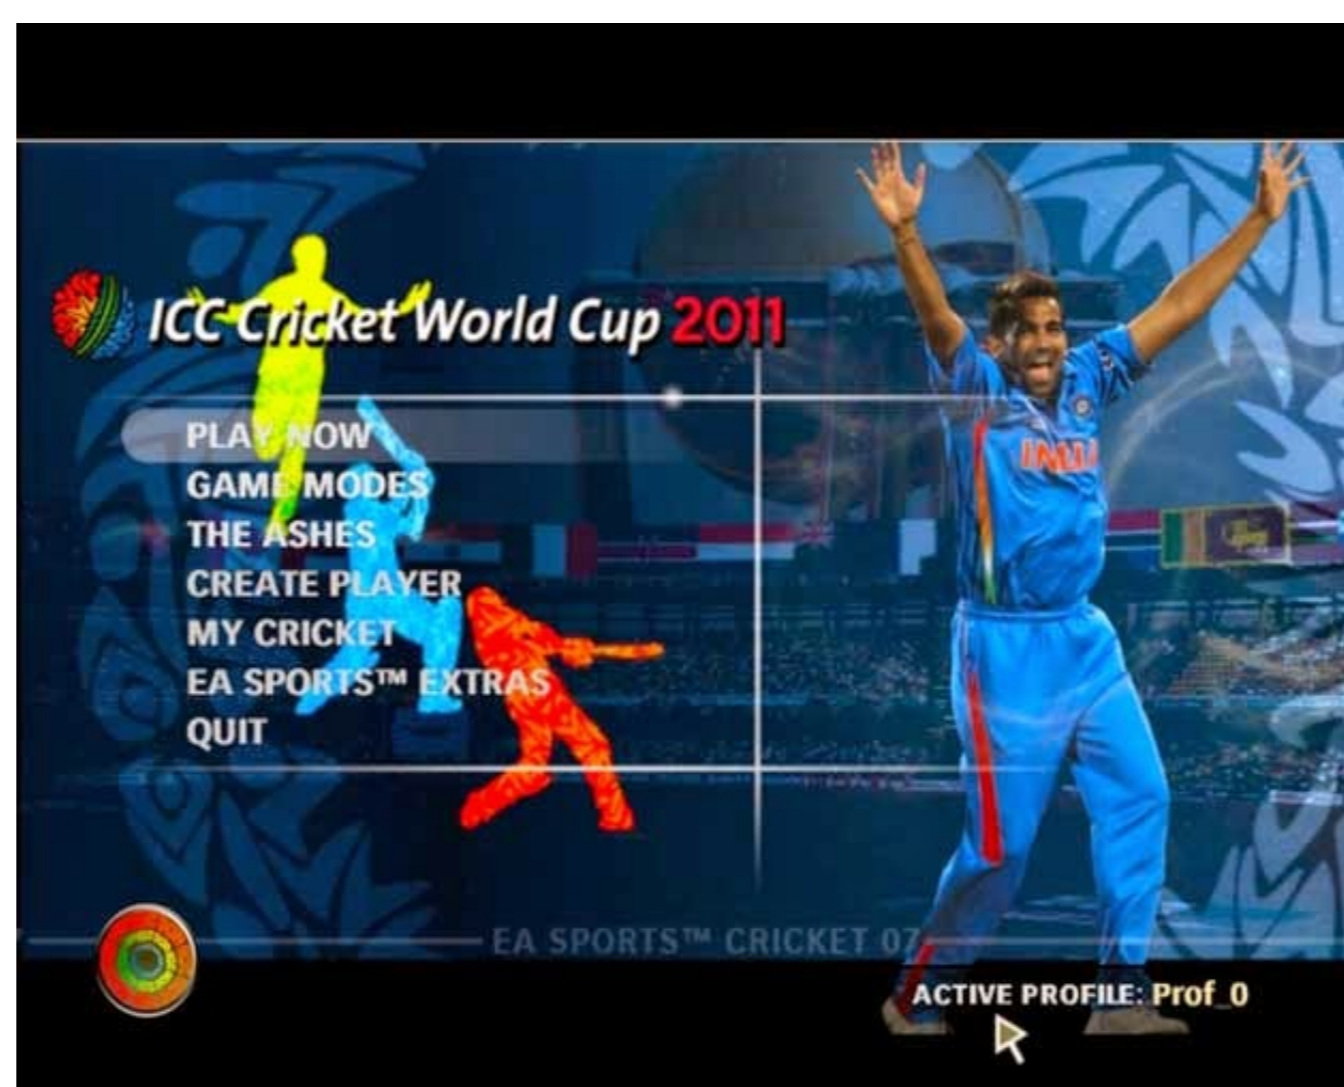 ICC Cricket World Cup 2011
INDIA
PLAY NOW
GAME MODES
THE ASHES
CREATE PLAYER
MY CRICKET
EA SPORTS™ EXTRAS
QUIT
EA SPORTS™ CRICKET 07
ACTIVE PROFILE: Prof_0